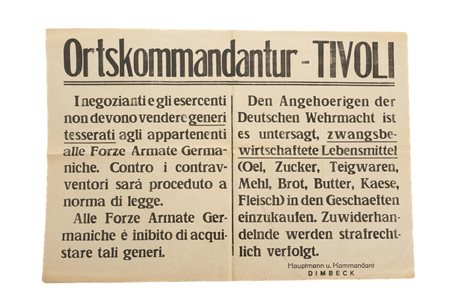 Ortskommandantur - TIVOLI
I negozianti e gli esercenti
non devono vendere generi
tesserati agli appartenenti
alle Forze Armate Germa-
niche. Contro i contrav-
ventori sarà proceduto a
norma di legge.
Alle Forze Armate Ger-
maniche è inibito di acqui-
stare tali generi.
Den Angehoerigen der
Deutschen Wehrmacht ist
es untersagt, zwangsbe-
wirtschaftete Lebensmittel
(Oel, Zucker, Teigwaren,
Mehl, Brot, Butter, Kaese,
Fleisch) in den Geschaeften
einzukaufen. Zuwiderhan-
delnde werden strafrecht-
lich verfolgt.
Hauptmann u. Kommandant
DIMBECK